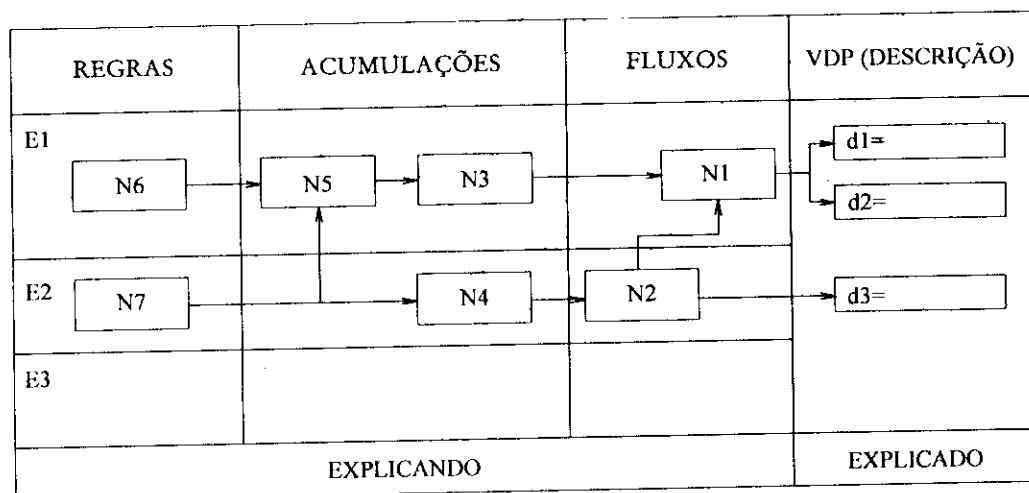 REGRAS
ACUMULAÇÕES
FLUXOS
VDP (DESCRIÇÃO)
E1
N6
N5
N3
N1
d1=
d2=
E2
N7
N4
N2
d3=
E3
EXPLICANDO
EXPLICADO